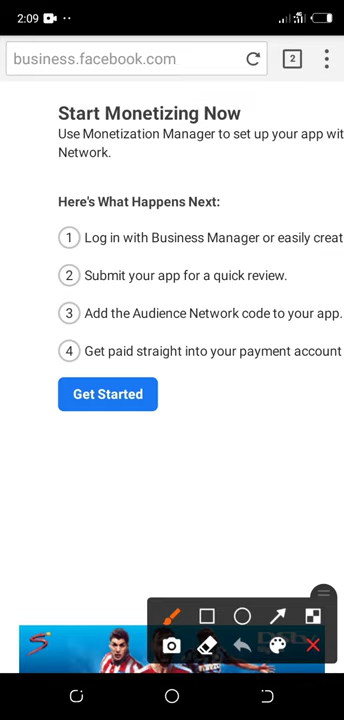 2:09
business.facebook.com
2
Start Monetizing Now
Use Monetization Manager to set up your app wit
Network.
Here's What Happens Next:
1 Log in with Business Manager or easily creat
2 Submit your app for a quick review.
3 Add the Audience Network code to your app.
4 Get paid straight into your payment account
Get Started